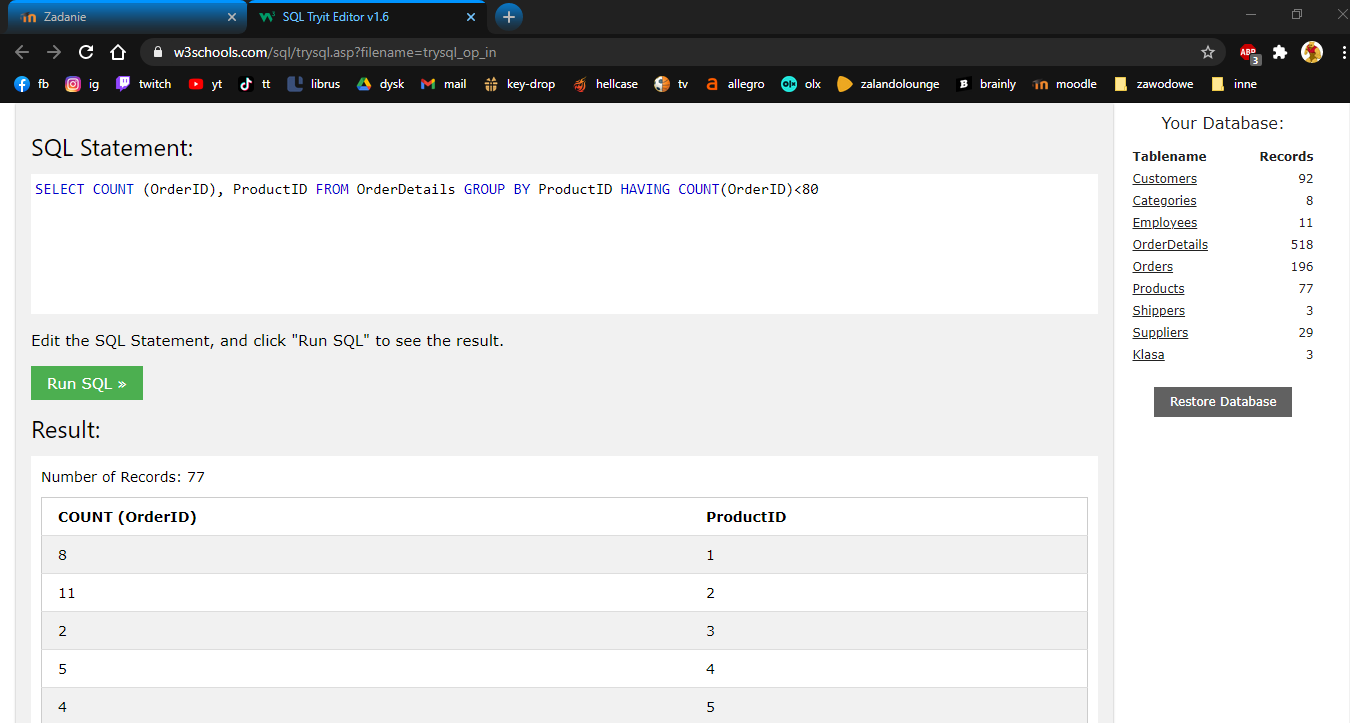 Zadanie
SQL Tryit Editor v1.6
w3schools.com/sql/trysql.asp?filename=trysql_op_in
ABP
3
fb
ig
twitch
yt
tt
librus
dysk
mail
key-drop
hellcase
tv
allegro
olx
zalandolounge
brainly
moodle
zawodowe
inne
SQL Statement:
SELECT COUNT (OrderID), ProductID FROM OrderDetails GROUP BY ProductID HAVING COUNT(OrderID)<80
Edit the SQL Statement, and click "Run SQL" to see the result.
Run SQL »
Result:
Number of Records: 77
COUNT (OrderID) ProductID
8 1
11 2
2 3
5 4
4 5
Your Database:
Tablename Records
Customers 92
Categories 8
Employees 11
OrderDetails 518
Orders 196
Products 77
Shippers 3
Suppliers 29
Klasa 3
Restore Database